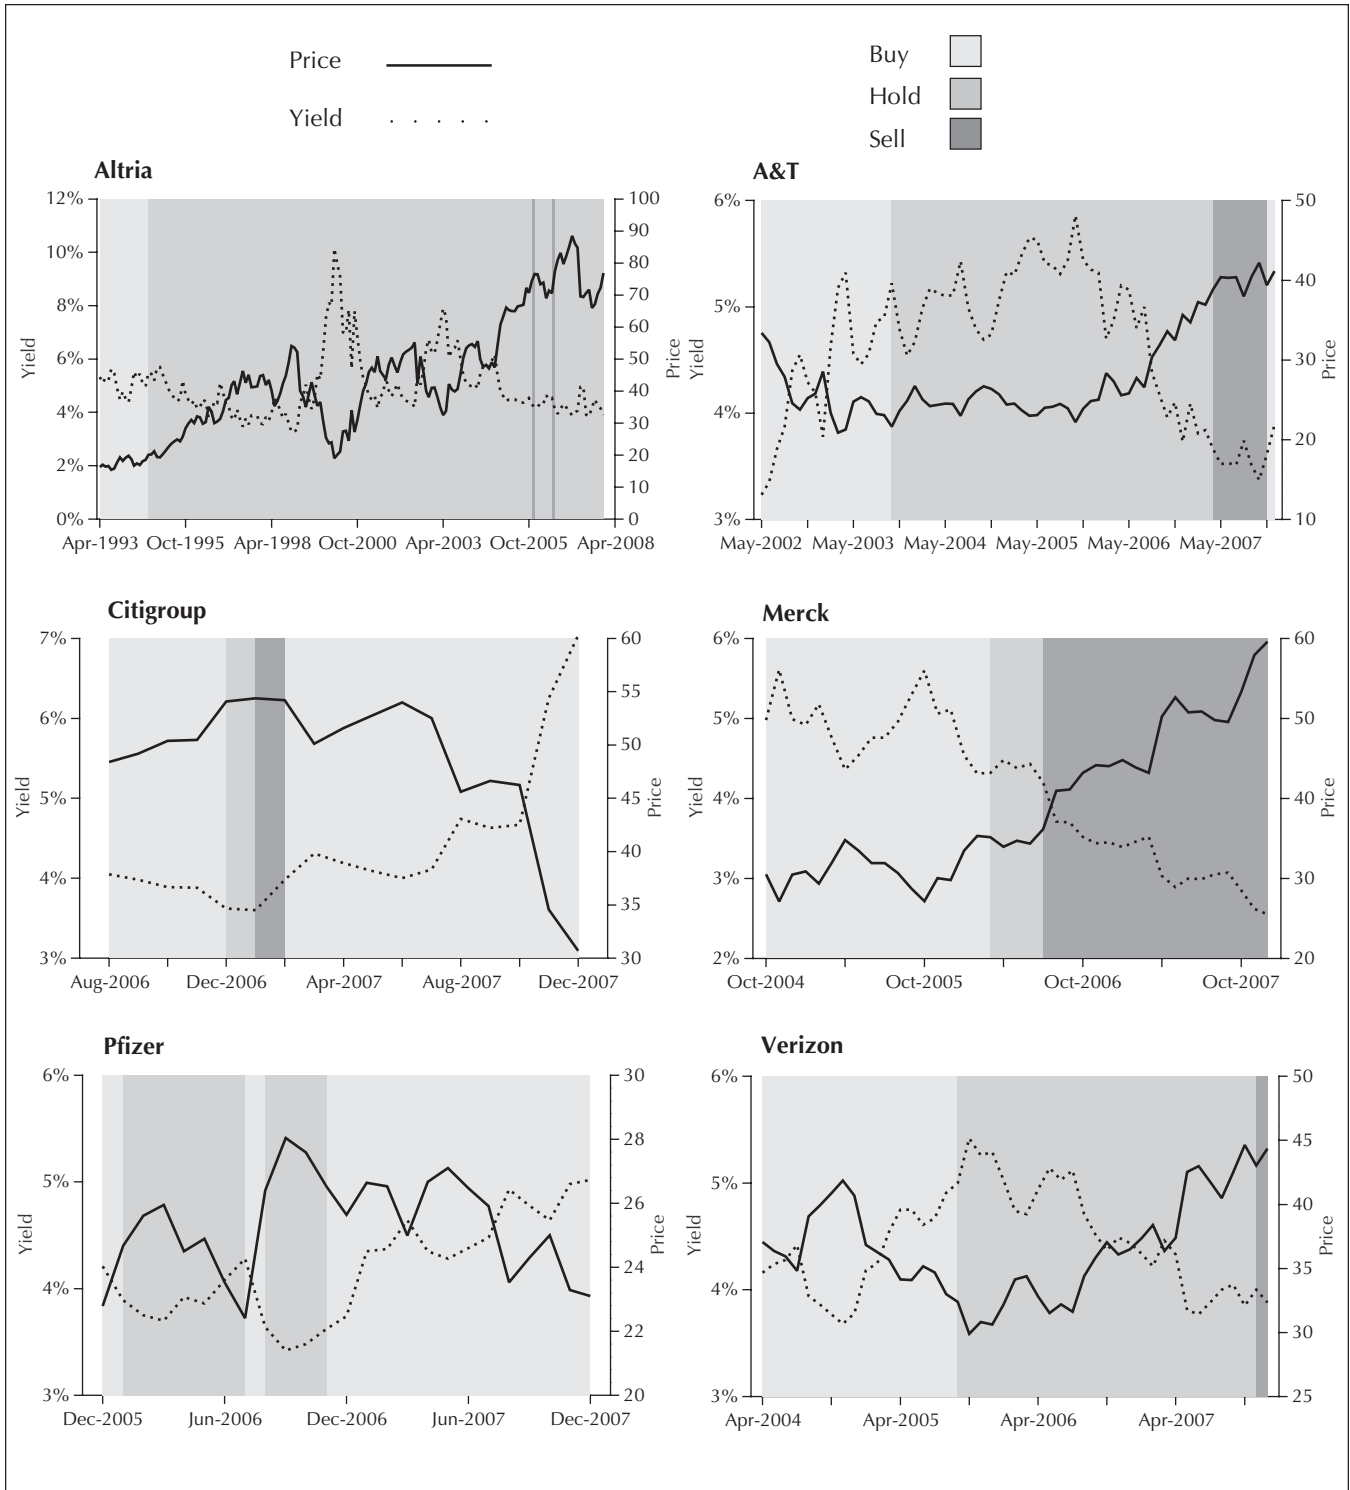 Price
Yield
Buy
Hold
Sell
Altria
12%
10%
8%
6%
4%
2%
0%
Yield
100
90
80
70
60
50
40
30
20
10
0
Price
Apr-1993 Oct-1995 Apr-1998 Oct-2000 Apr-2003 Oct-2005 Apr-2008
A&T
6%
5%
4%
3%
Yield
50
40
30
20
10
Price
May-2002 May-2003 May-2004 May-2005 May-2006 May-2007
Citigroup
7%
6%
5%
4%
3%
Yield
60
55
50
45
40
35
30
Price
Aug-2006 Dec-2006 Apr-2007 Aug-2007 Dec-2007
Merck
6%
5%
4%
3%
2%
Yield
60
50
40
30
20
Price
Oct-2004 Oct-2005 Oct-2006 Oct-2007
Pfizer
6%
5%
4%
3%
Yield
30
28
26
24
22
20
Price
Dec-2005 Jun-2006 Dec-2006 Jun-2007 Dec-2007
Verizon
6%
5%
4%
3%
Yield
50
45
40
35
30
25
Price
Apr-2004 Apr-2005 Apr-2006 Apr-2007